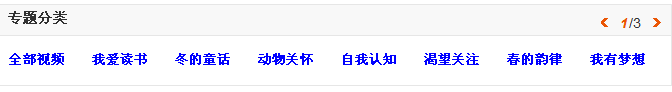 专题分类
1/3
全部视频 我爱读书 冬的童话 动物关怀 自我认知 渴望关注 春的韵律 我有梦想